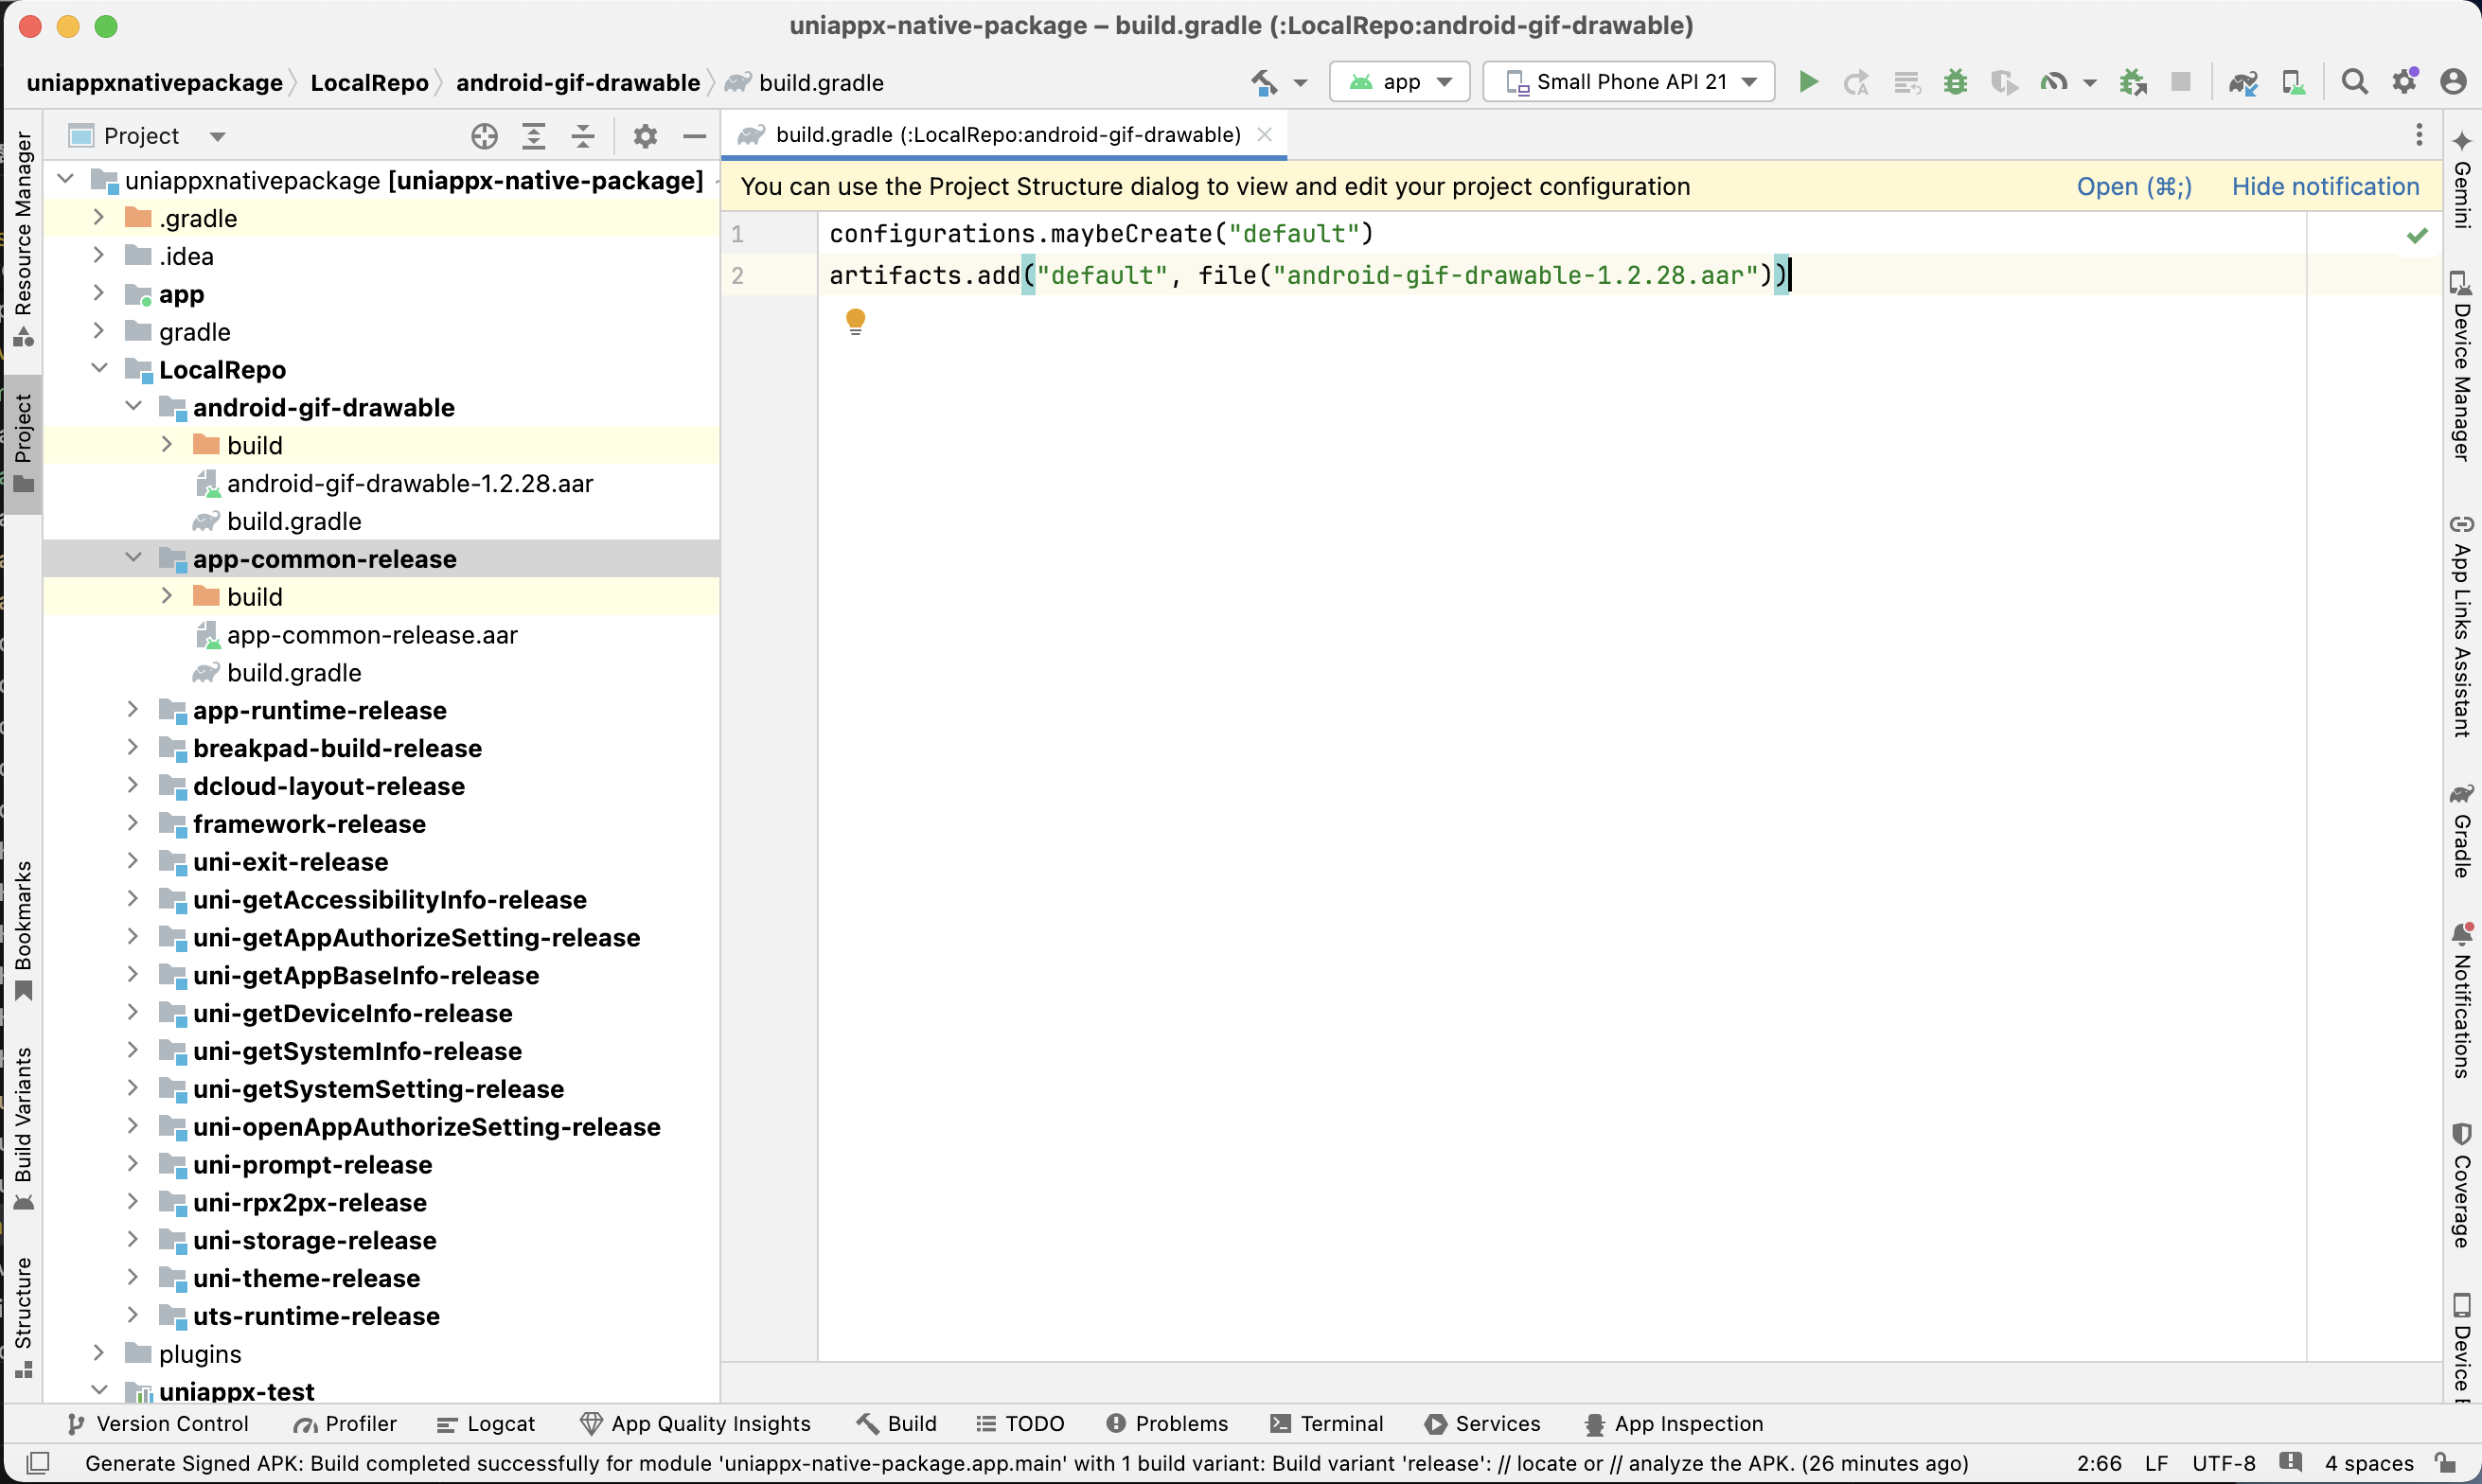 uniappx-native-package – build.gradle (:LocalRepo:android-gif-drawable)
uniappxnativepackage LocalRepo android-gif-drawable build.gradle
app
Small Phone API 21
Project
build.gradle (:LocalRepo:android-gif-drawable)
You can use the Project Structure dialog to view and edit your project configuration
Open (⌘;)
Hide notification
1 configurations.maybeCreate("default")
2 artifacts.add("default", file("android-gif-drawable-1.2.28.aar"))
uniappxnativepackage [uniappx-native-package]
.gradle
.idea
app
gradle
LocalRepo
android-gif-drawable
build
android-gif-drawable-1.2.28.aar
build.gradle
app-common-release
build
app-common-release.aar
build.gradle
app-runtime-release
breakpad-build-release
dcloud-layout-release
framework-release
uni-exit-release
uni-getAccessibilityInfo-release
uni-getAppAuthorizeSetting-release
uni-getAppBaseInfo-release
uni-getDeviceInfo-release
uni-getSystemInfo-release
uni-getSystemSetting-release
uni-openAppAuthorizeSetting-release
uni-prompt-release
uni-rpx2px-release
uni-storage-release
uni-theme-release
uts-runtime-release
plugins
uniappx-test
Resource Manager
Project
Bookmarks
Build Variants
Structure
Gemini
Device Manager
App Links Assistant
Gradle
Notifications
Coverage
Device
Version Control
Profiler
Logcat
App Quality Insights
Build
TODO
Problems
Terminal
Services
App Inspection
Generate Signed APK: Build completed successfully for module 'uniappx-native-package.app.main' with 1 build variant: Build variant 'release': // locate or // analyze the APK. (26 minutes ago)
2:66 LF UTF-8 4 spaces